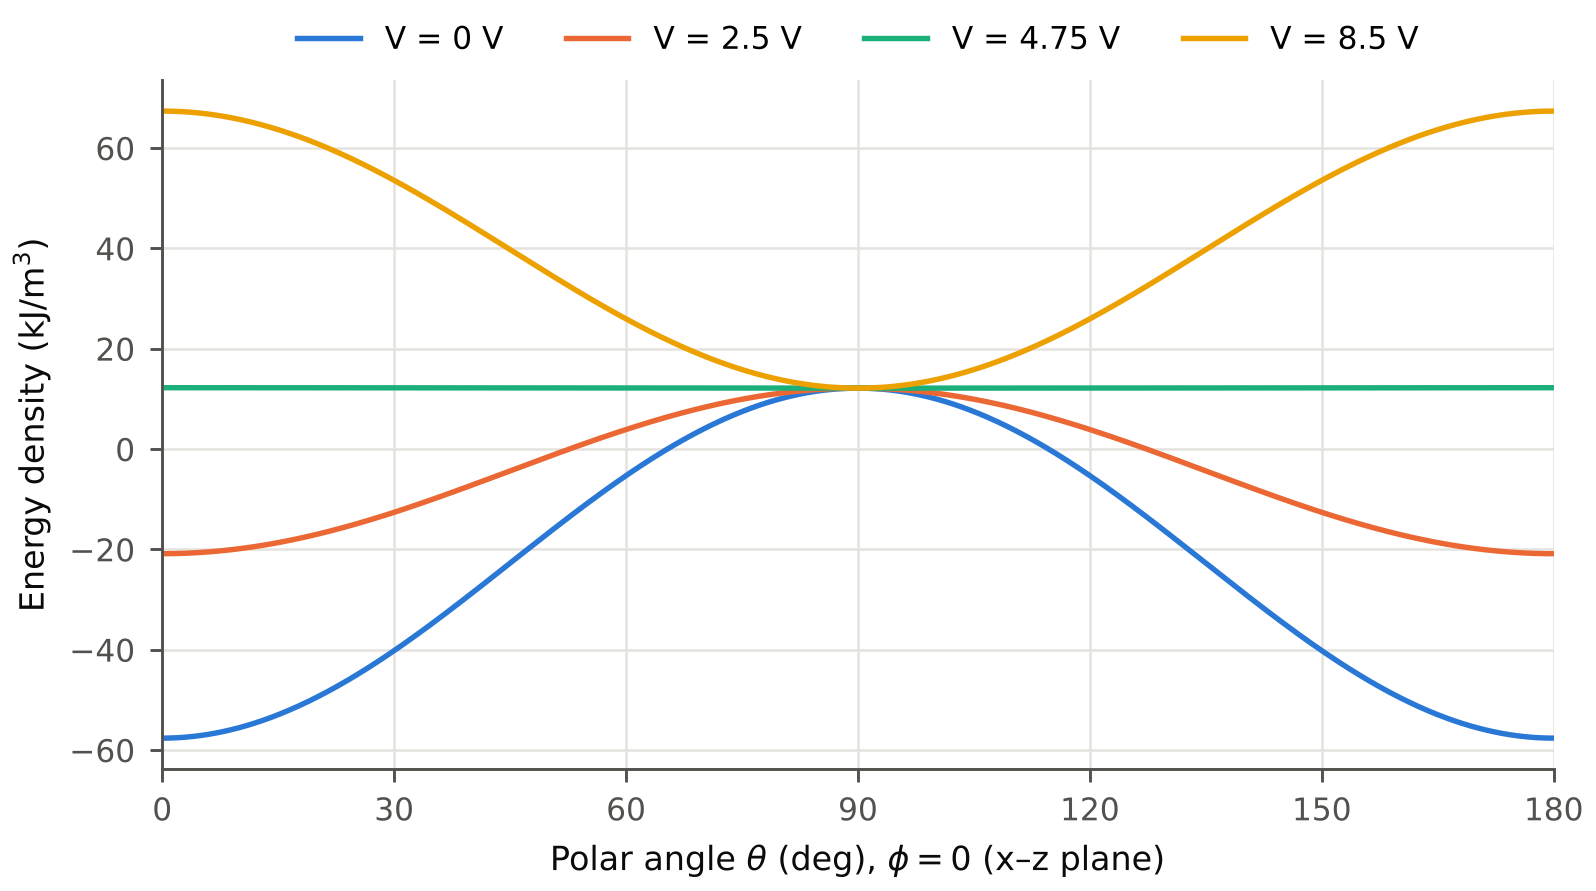 V = 0 V
V = 2.5 V
V = 4.75 V
V = 8.5 V
Energy density (kJ/m³)
60
40
20
0
−20
−40
−60
0
30
60
90
120
150
180
Polar angle θ (deg), ϕ = 0 (x–z plane)